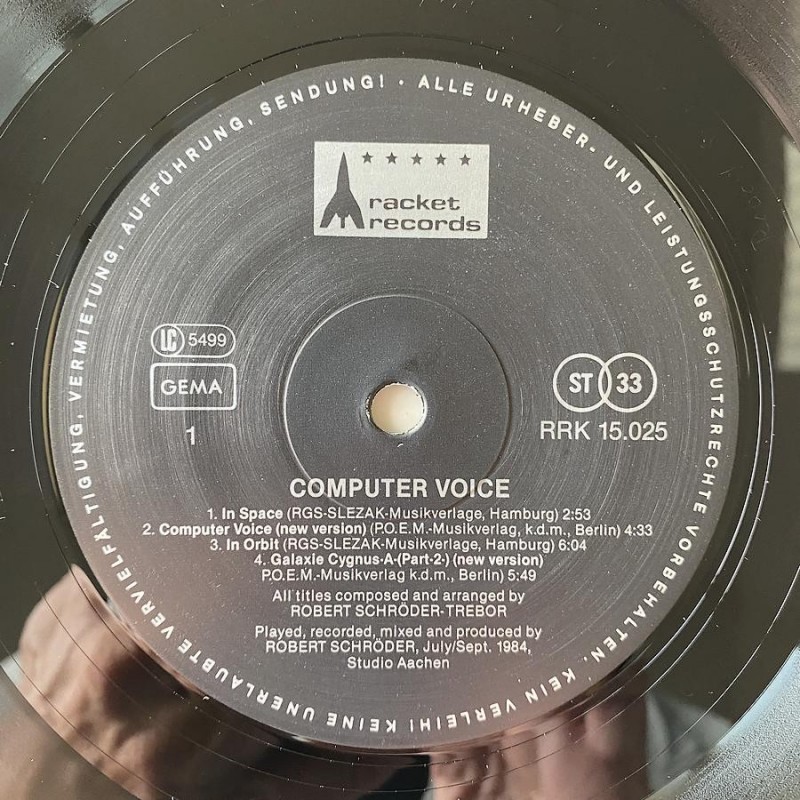 ALLE URHEBER- UND LEISTUNGSSCHUTZRECHTE VORBEHALTEN. KEIN VERLEIH! KEINE UNERLAUBTE VERVIELFÄLTIGUNG, VERMIETUNG, AUFFÜHRUNG, SENDUNG! ·
racket
records
LC 5499
GEMA
1
ST 33
RRK 15.025
COMPUTER VOICE
1. In Space (RGS-SLEZAK-Musikverlage, Hamburg) 2:53
2. Computer Voice (new version) (P.O.E.M.-Musikverlag, k.d.m., Berlin) 4:33
3. In Orbit (RGS-SLEZAK-Musikverlage, Hamburg) 6:04
4. Galaxie Cygnus-A-(Part-2-) (new version)
P.O.E.M.-Musikverlag k.d.m., Berlin) 5:49
All titles composed and arranged by
ROBERT SCHRÖDER-TREBOR
Played, recorded, mixed and produced by
ROBERT SCHRÖDER, July/Sept. 1984,
Studio Aachen